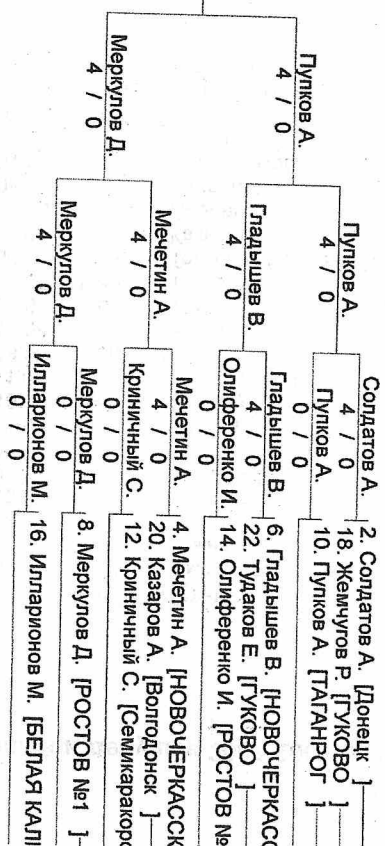 2. Солдатов А. [Донецк ]
18. Жемчугов Р. [ГУКОВО ]
10. Пупков А. [ТАГАНРОГ ]
6. Гладышев В. [НОВОЧЕРКАСС
22. Тудаков Е. [ГУКОВО ]
14. Олиференко И. [РОСТОВ №
4. Мечетин А. [НОВОЧЕРКАССК
20. Казаров А. [Волгодонск ]
12. Криничный С. [Семикаракоро
8. Меркулов Д. [РОСТОВ №1 ]
16. Илларионов М. [БЕЛАЯ КАЛИ
Солдатов А.
4 / 0
Пупков А.
0 / 0
Гладышев В.
4 / 0
Олиференко И.
0 / 0
Мечетин А.
4 / 0
Криничный С.
0 / 0
Меркулов Д.
0 / 0
Илларионов М.
0 / 0
Пупков А.
4 / 0
Гладышев В.
4 / 0
Мечетин А.
4 / 0
Меркулов Д.
4 / 0
Пупков А.
4 / 0
Меркулов Д.
4 / 0